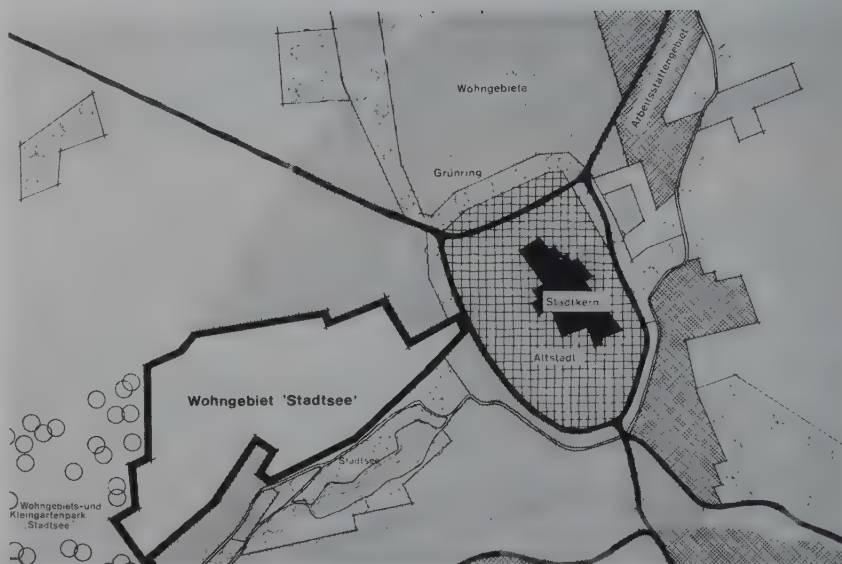 Wohngebiete
Arbeitsstättengebiet
Grünring
Stadtkern
Altstadt
Wohngebiet 'Stadtsee'
Stadtsee
Wohngebiets-und
Kleingartenpark
'Stadtsee'